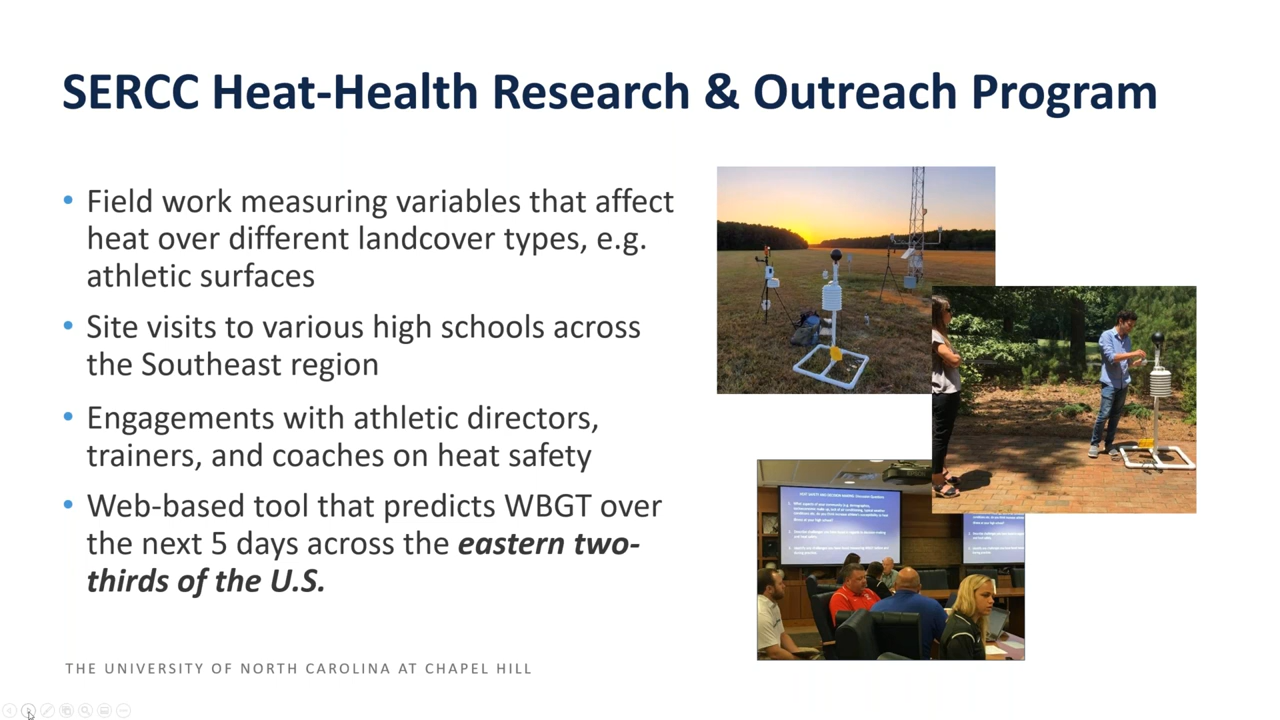 SERCC Heat-Health Research & Outreach Program
• Field work measuring variables that affect
heat over different landcover types, e.g.
athletic surfaces
• Site visits to various high schools across
the Southeast region
• Engagements with athletic directors,
trainers, and coaches on heat safety
• Web-based tool that predicts WBGT over
the next 5 days across the eastern two-
thirds of the U.S.
THE UNIVERSITY OF NORTH CAROLINA AT CHAPEL HILL